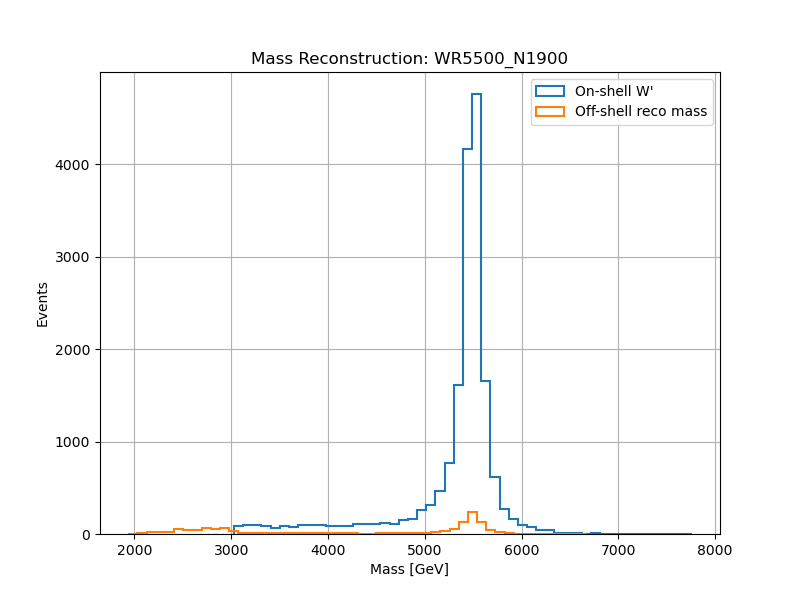 Mass Reconstruction: WR5500_N1900
On-shell W'
Off-shell reco mass
Events
4000
3000
2000
1000
0
2000 3000 4000 5000 6000 7000 8000
Mass [GeV]